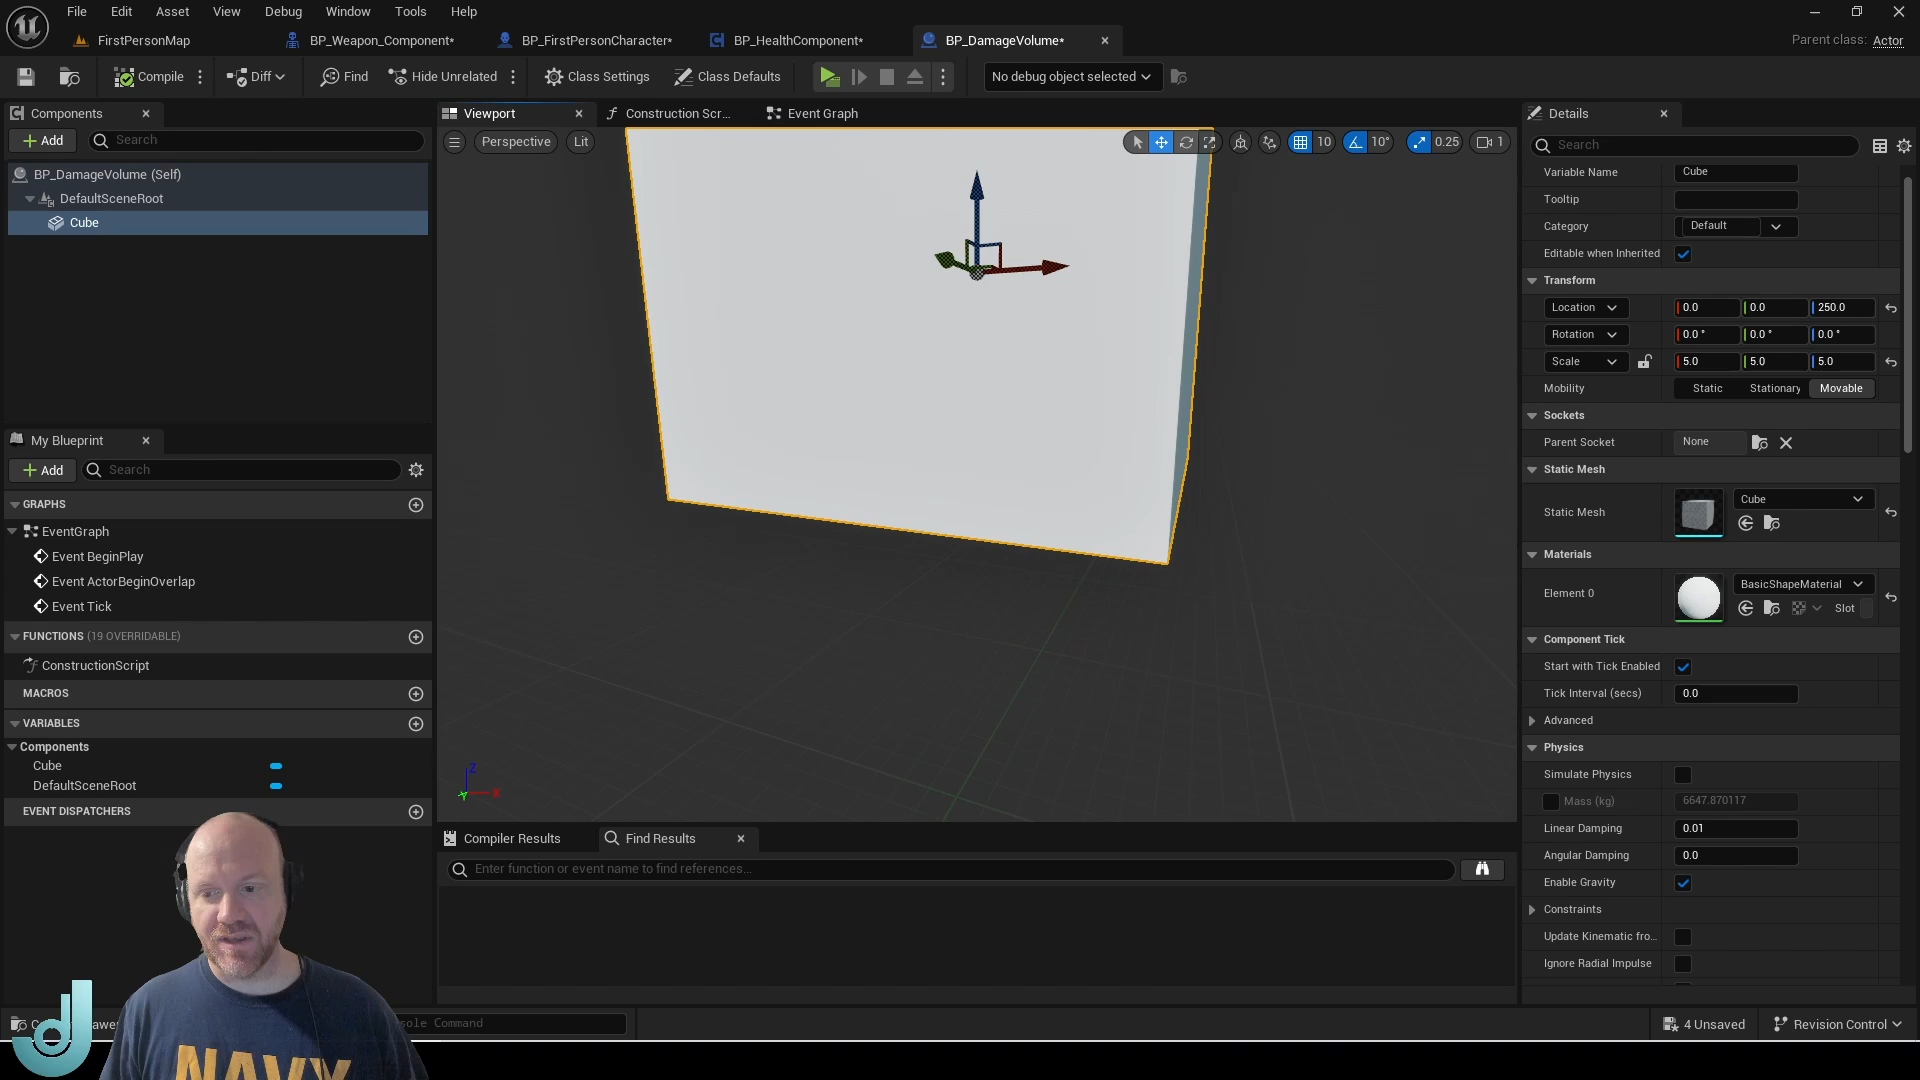 File Edit Asset View Debug Window Tools Help
FirstPersonMap BP_Weapon_Component* BP_FirstPersonCharacter* BP_HealthComponent* BP_DamageVolume* Parent class: Actor
Compile Diff Find Hide Unrelated Class Settings Class Defaults No debug object selected
Components
Add Search
BP_DamageVolume (Self)
DefaultSceneRoot
Cube
My Blueprint
Add Search
GRAPHS
EventGraph
Event BeginPlay
Event ActorBeginOverlap
Event Tick
FUNCTIONS (19 OVERRIDABLE)
ConstructionScript
MACROS
VARIABLES
Components
Cube
DefaultSceneRoot
EVENT DISPATCHERS
Viewport Construction Scr... Event Graph
Perspective Lit 10 10° 0.25 1
Z
X
Y
Compiler Results Find Results
Enter function or event name to find references...
Details
Search
Variable Name Cube
Tooltip
Category Default
Editable when Inherited
Transform
Location 0.0 0.0 250.0
Rotation 0.0 ° 0.0 ° 0.0 °
Scale 5.0 5.0 5.0
Mobility Static Stationary Movable
Sockets
Parent Socket None
Static Mesh
Static Mesh Cube
Materials
Element 0 BasicShapeMaterial
Slot
Component Tick
Start with Tick Enabled
Tick Interval (secs) 0.0
Advanced
Physics
Simulate Physics
Mass (kg) 6647.870117
Linear Damping 0.01
Angular Damping 0.0
Enable Gravity
Constraints
Update Kinematic fro...
Ignore Radial Impulse
Command
4 Unsaved Revision Control
NAVY